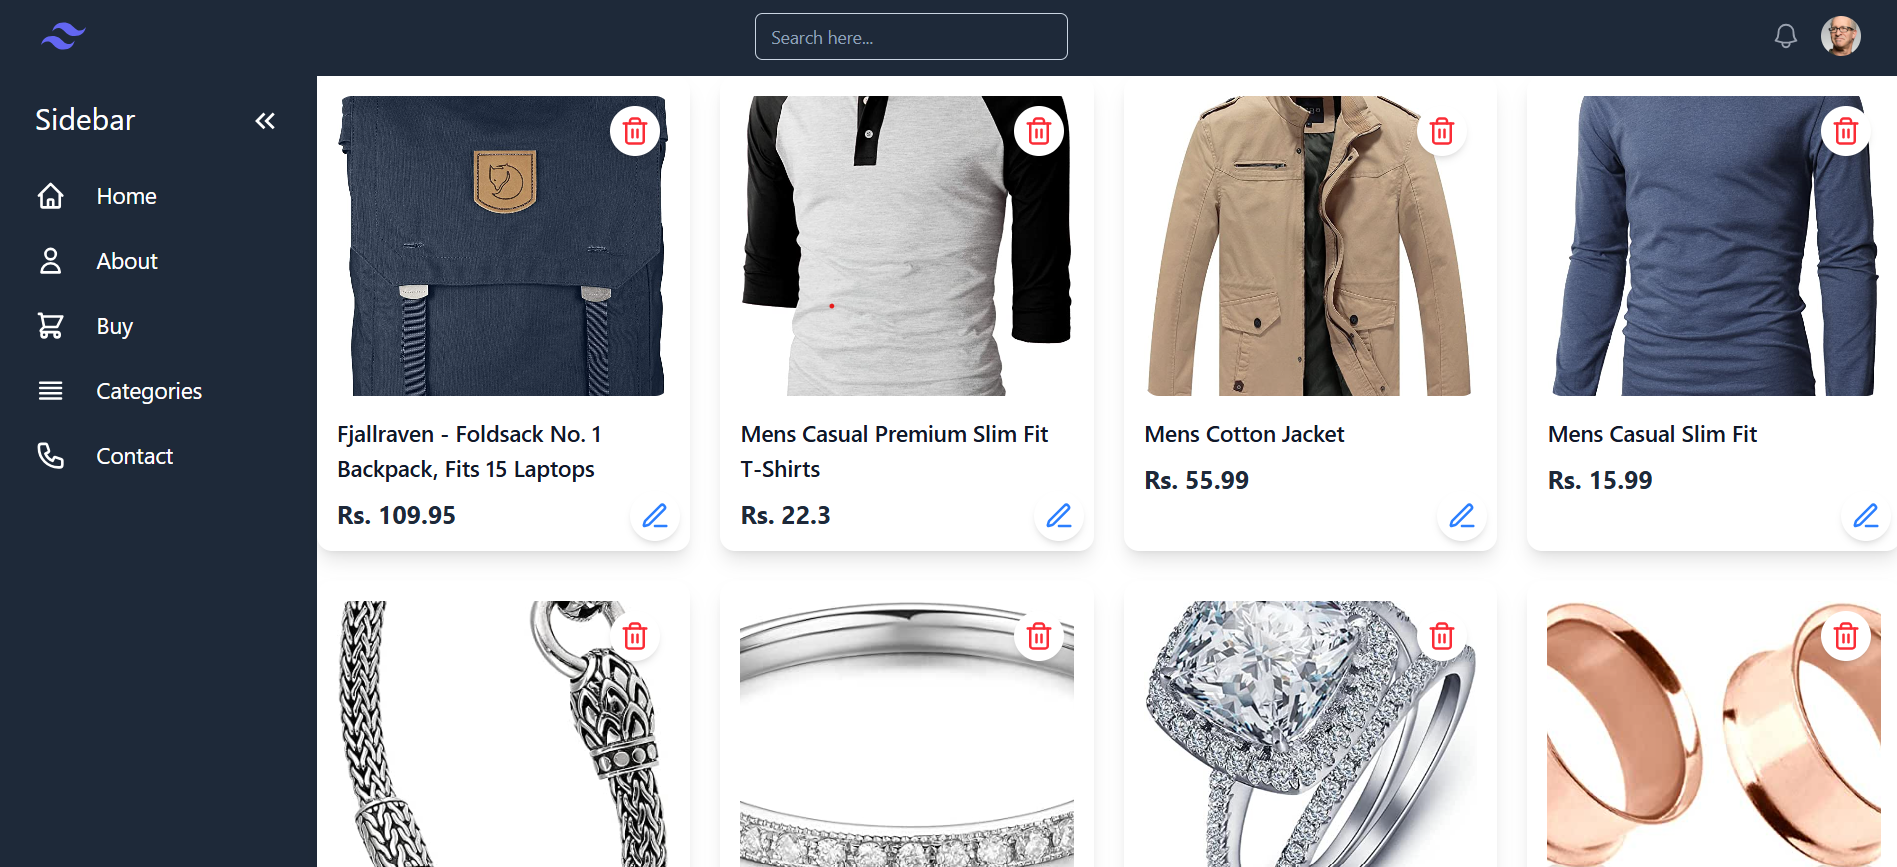 Search here...
Sidebar
Home
About
Buy
Categories
Contact
Fjallraven - Foldsack No. 1
Backpack, Fits 15 Laptops
Rs. 109.95
Mens Casual Premium Slim Fit
T-Shirts
Rs. 22.3
Mens Cotton Jacket
Rs. 55.99
Mens Casual Slim Fit
Rs. 15.99